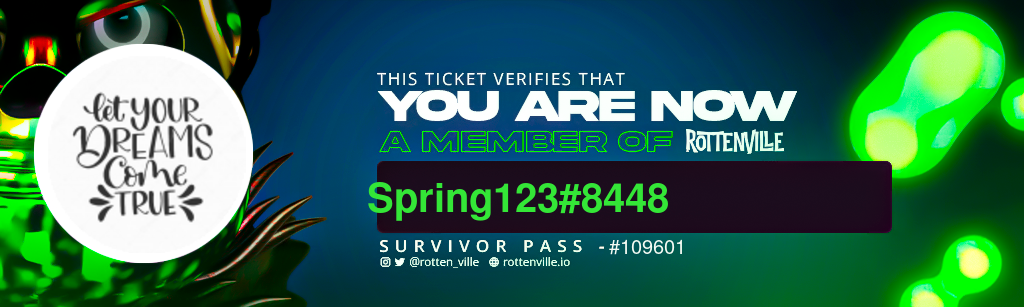 let YOUR
DREAMS
Come
TRUE
THIS TICKET VERIFIES THAT
YOU ARE NOW
A MEMBER OF ROTTENVILLE
Spring123#8448
SURVIVOR PASS - #109601
@rotten_ville rottenville.io